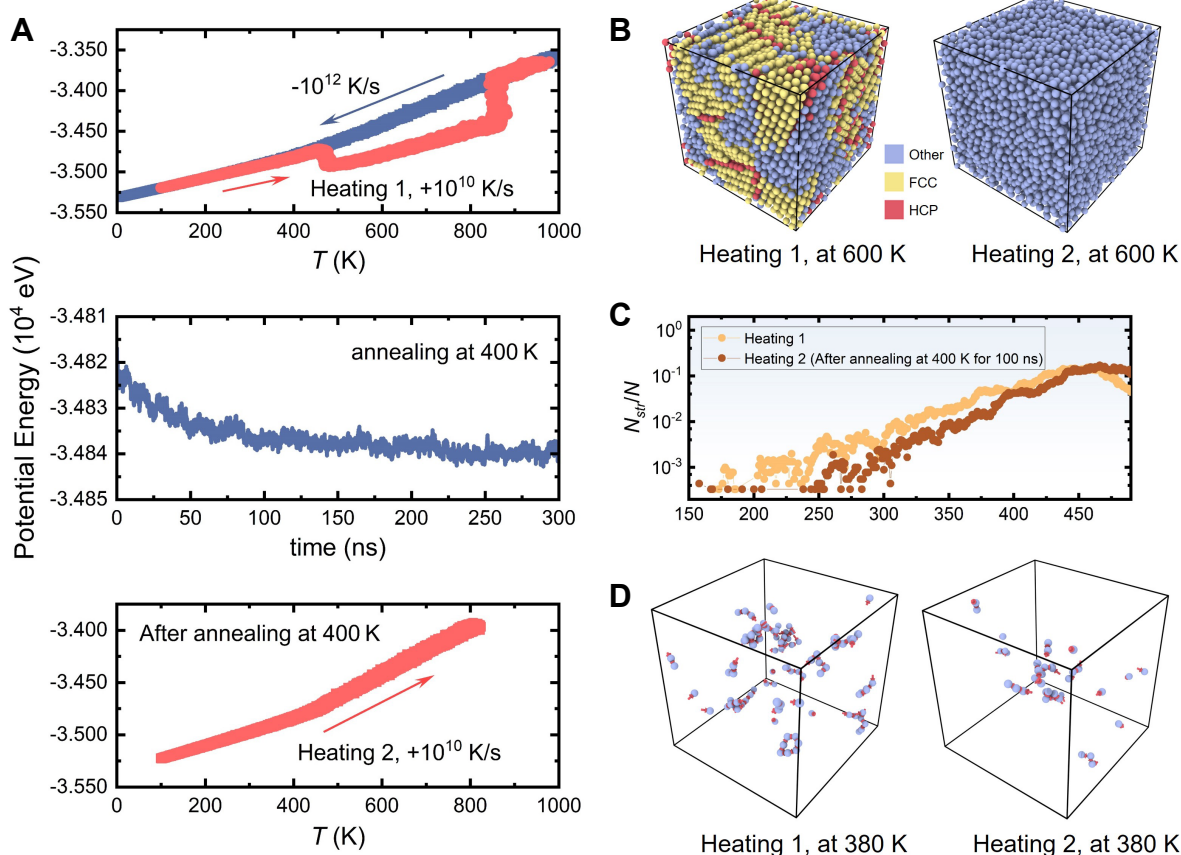 A
-3.350
-3.400
-3.450
-3.500
-3.550
-10¹² K/s
Heating 1, +10¹⁰ K/s
0 200 400 600 800 1000
T (K)
Potential Energy (10⁴ eV)
-3.481
-3.482
-3.483
-3.484
-3.485
annealing at 400 K
0 50 100 150 200 250 300
time (ns)
-3.400
-3.450
-3.500
-3.550
After annealing at 400 K
Heating 2, +10¹⁰ K/s
0 200 400 600 800 1000
T (K)
B
Other
FCC
HCP
Heating 1, at 600 K
Heating 2, at 600 K
C
N_str/N
10⁰
10⁻¹
10⁻²
10⁻³
Heating 1
Heating 2 (After annealing at 400 K for 100 ns)
150 200 250 300 350 400 450
D
Heating 1, at 380 K
Heating 2, at 380 K